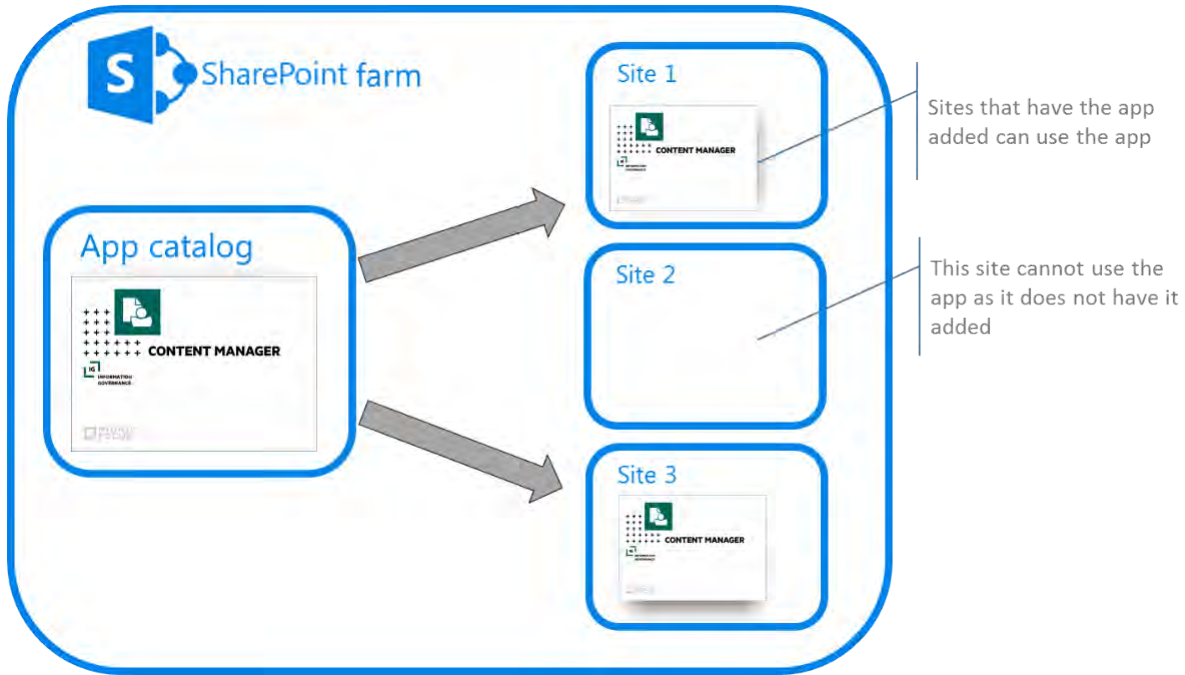 S
SharePoint farm
App catalog
CONTENT MANAGER
IG
INFORMATION
GOVERNANCE
Site 1
CONTENT MANAGER
Sites that have the app
added can use the app
Site 2
This site cannot use the
app as it does not have it
added
Site 3
CONTENT MANAGER